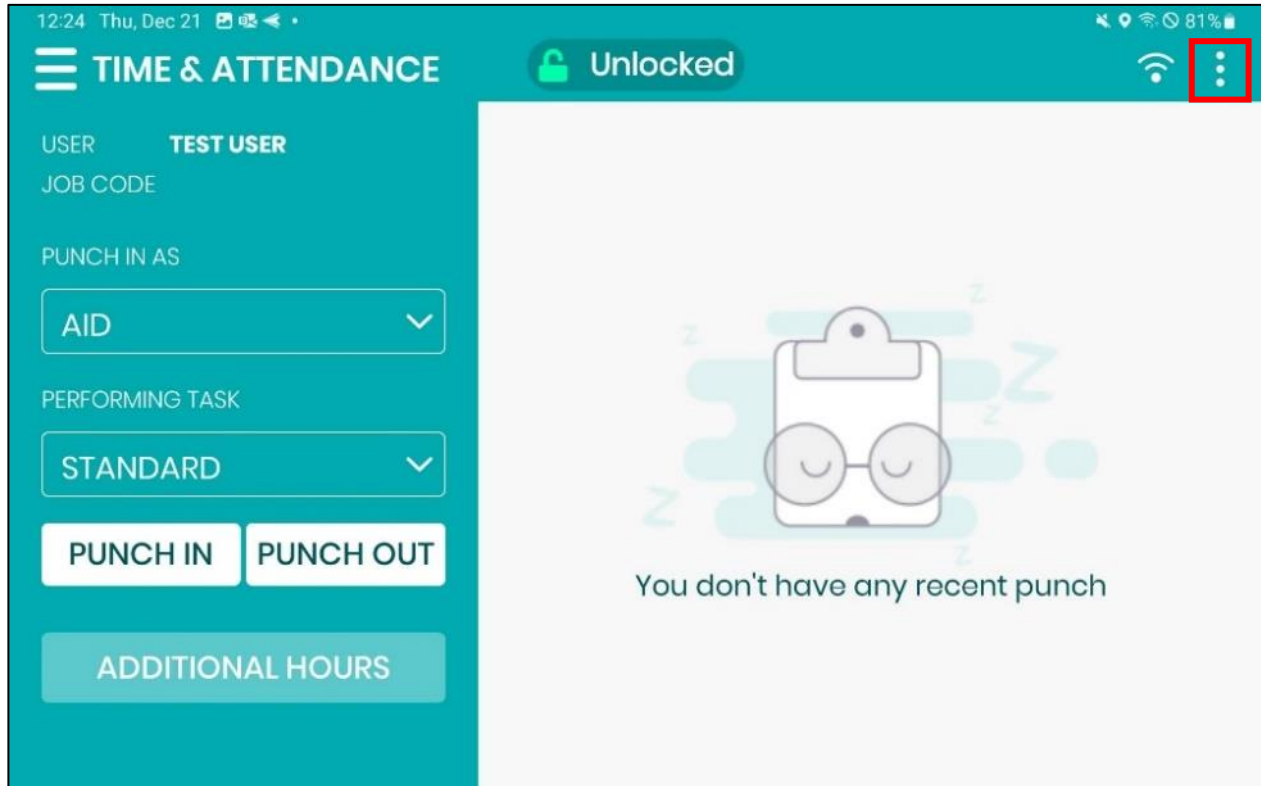 12:24 Thu, Dec 21 81%
TIME & ATTENDANCE Unlocked
USER TEST USER
JOB CODE
PUNCH IN AS
AID
PERFORMING TASK
STANDARD
PUNCH IN PUNCH OUT
ADDITIONAL HOURS
z
z
Z
z
Z
z
You don't have any recent punch